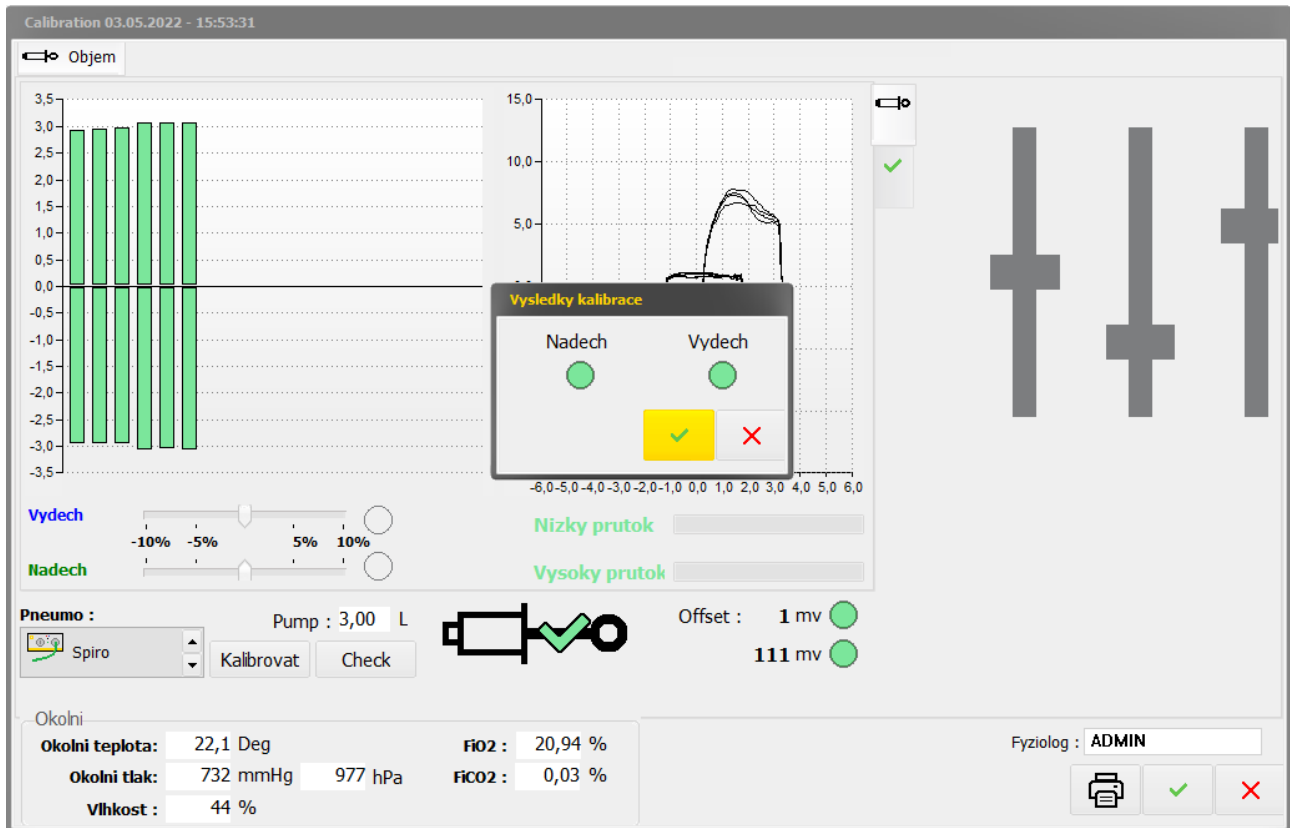 Calibration 03.05.2022 - 15:53:31
Objem
3,5
3,0
2,5
2,0
1,5
1,0
0,5
0,0
-0,5
-1,0
-1,5
-2,0
-2,5
-3,0
-3,5
15,0
10,0
5,0
-6,0 -5,0 -4,0 -3,0 -2,0 -1,0 0,0 1,0 2,0 3,0 4,0 5,0 6,0
Vysledky kalibrace
Nadech Vydech
Vydech
-10% -5% 5% 10%
Nadech
Nizky prutok
Vysoky prutok
Pneumo :
Spiro
Pump : 3,00 L
Kalibrovat Check
Offset : 1 mv
111 mv
Okolni
Okolni teplota: 22,1 Deg FiO2 : 20,94 %
Okolni tlak: 732 mmHg 977 hPa FiCO2 : 0,03 %
Vlhkost : 44 %
Fyziolog : ADMIN